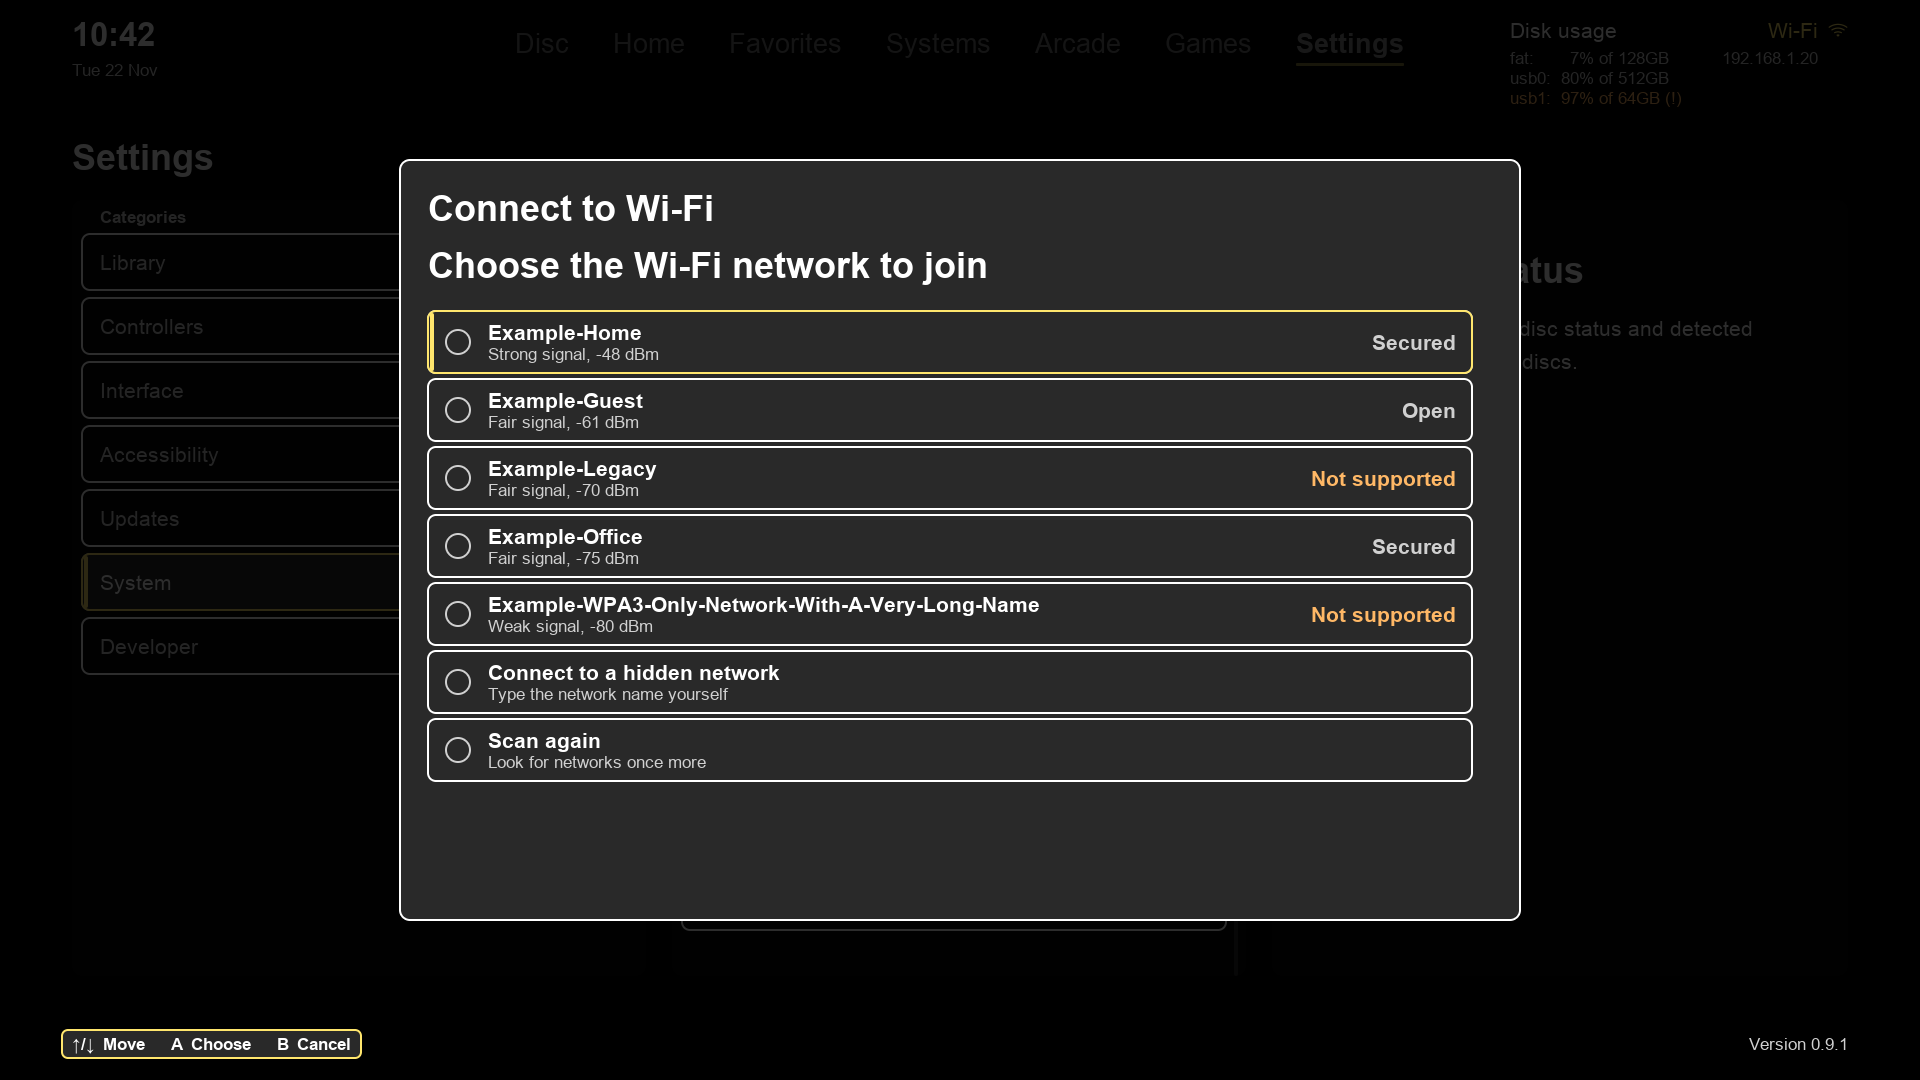 10:42
Tue 22 Nov
Disc Home Favorites Systems Arcade Games Settings
Disk usage
fat: 7% of 128GB
usb0: 80% of 512GB
usb1: 97% of 64GB (!)
Wi-Fi
192.168.1.20
Settings
Categories
Library
Controllers
Interface
Accessibility
Updates
System
Developer
Connect to Wi-Fi
Choose the Wi-Fi network to join
Example-Home Secured
Strong signal, -48 dBm
Example-Guest Open
Fair signal, -61 dBm
Example-Legacy Not supported
Fair signal, -70 dBm
Example-Office Secured
Fair signal, -75 dBm
Example-WPA3-Only-Network-With-A-Very-Long-Name Not supported
Weak signal, -80 dBm
Connect to a hidden network
Type the network name yourself
Scan again
Look for networks once more
atus
disc status and detected
discs.
↑/↓ Move A Choose B Cancel
Version 0.9.1